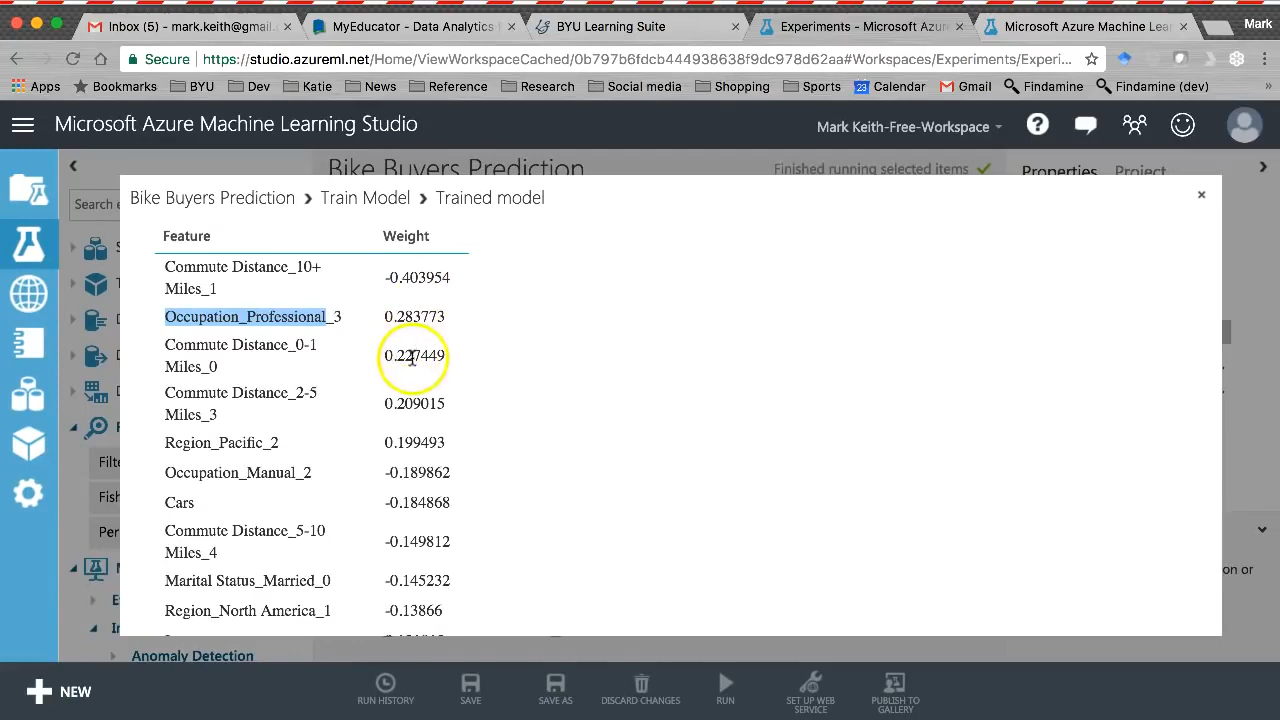 Inbox (5) - mark.keith@gmail.
MyEducator - Data Analytics
BYU Learning Suite
Experiments - Microsoft Azure
Microsoft Azure Machine Lear
Mark
Secure https://studio.azureml.net/Home/ViewWorkspaceCached/0b797b6fdcb444938638f9dc978d62aa#Workspaces/Experiments/Experi...
Apps Bookmarks BYU Dev Katie News Reference Research Social media Shopping Sports 23 Calendar Gmail Findamine Findamine (dev) »
Microsoft Azure Machine Learning Studio
Mark Keith-Free-Workspace
Bike Buyers Prediction
Finished running selected items
Properties Project
Search e
Bike Buyers Prediction > Train Model > Trained model
×
Feature Weight
Commute Distance_10+
Miles_1
-0.403954
Occupation_Professional_3 0.283773
Commute Distance_0-1
Miles_0
0.227449
Commute Distance_2-5
Miles_3
0.209015
Region_Pacific_2 0.199493
Occupation_Manual_2 -0.189862
Cars -0.184868
Commute Distance_5-10
Miles_4
-0.149812
Marital Status_Married_0 -0.145232
Region_North America_1 -0.13866
Filt
Fish
Per
Anomaly Detection
on or
NEW
RUN HISTORY
SAVE
SAVE AS
DISCARD CHANGES
RUN
SET UP WEB
SERVICE
PUBLISH TO
GALLERY